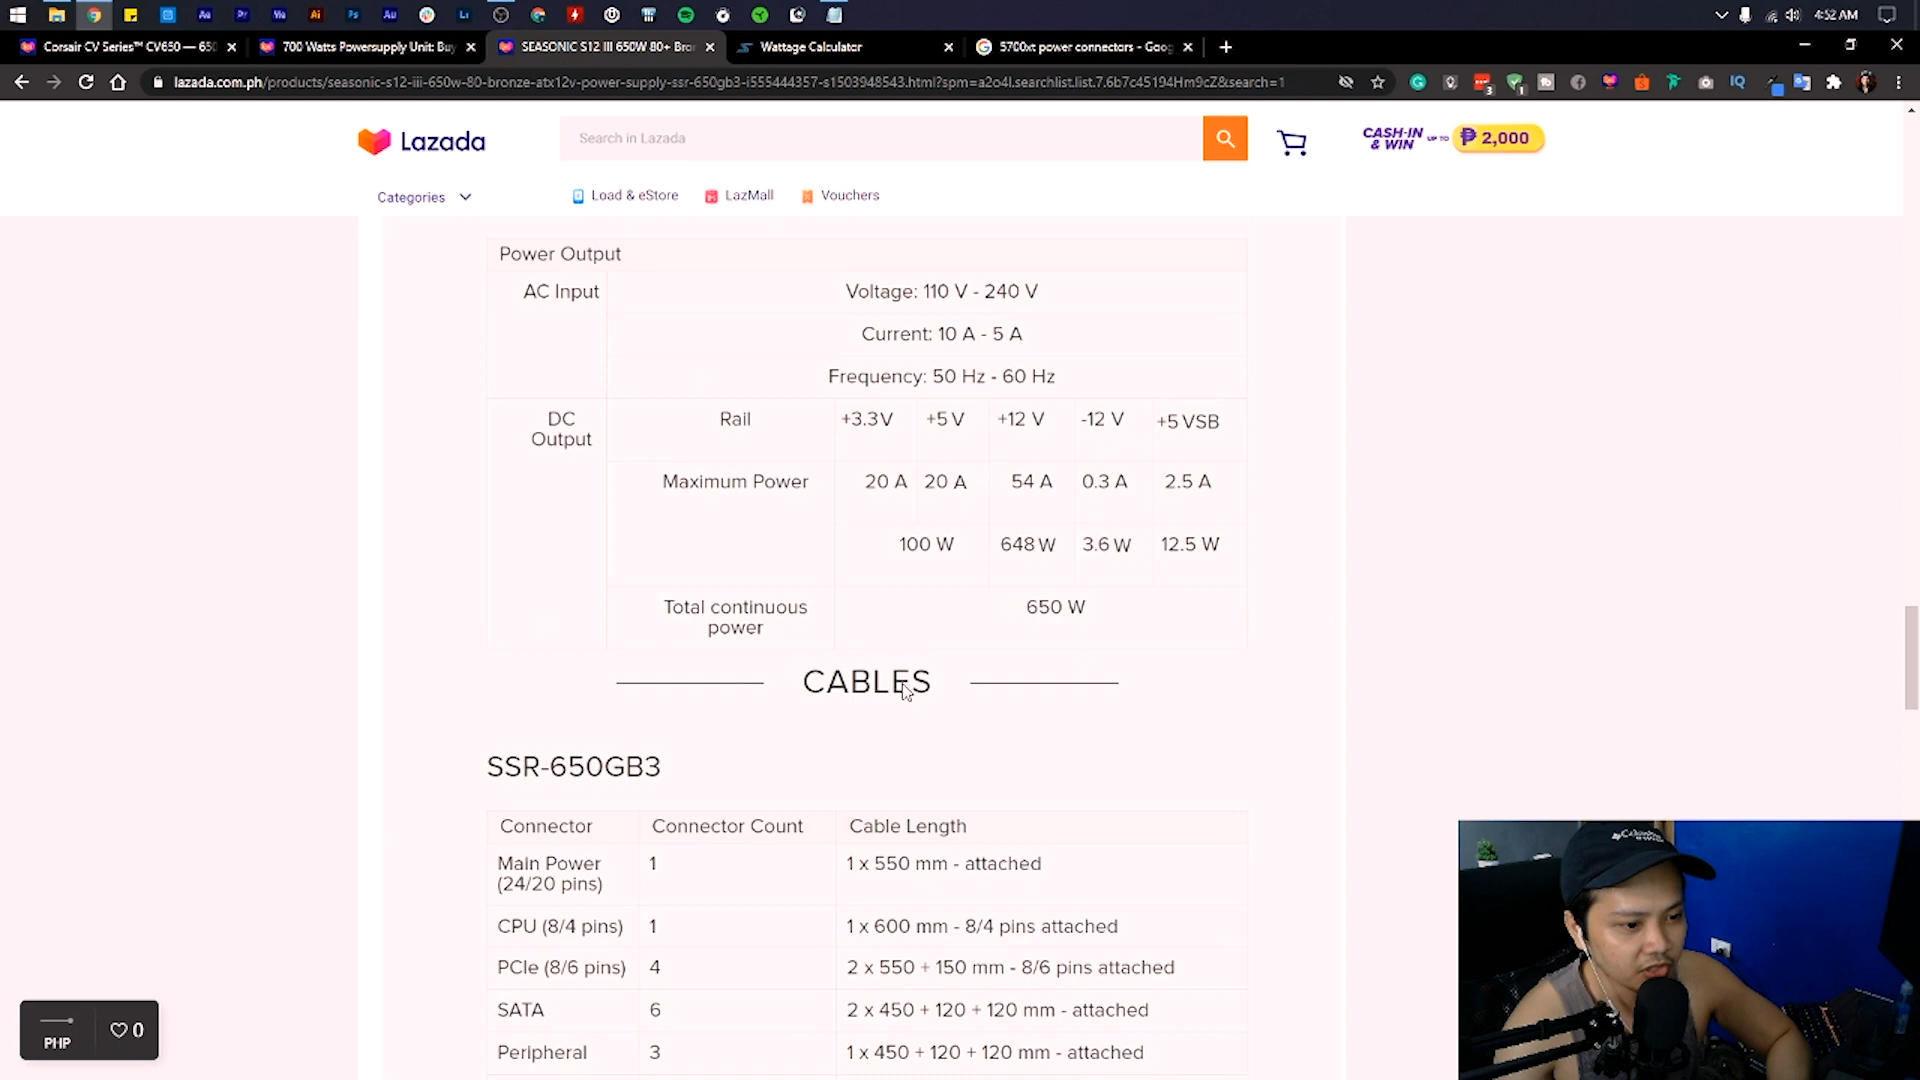 4:52 AM
Corsair CV Series™ CV650 — 650
700 Watts Powersupply Unit: Buy
SEASONIC S12 III 650W 80+ Bron
Wattage Calculator
5700xt power connectors - Goog
lazada.com.ph/products/seasonic-s12-iii-650w-80-bronze-atx12v-power-supply-ssr-650gb3-i555444357-s1503948543.html?spm=a2o4l.searchlist.list.7.6b7c45194Hm9cZ&search=1
Lazada
Search in Lazada
CASH-IN & WIN UP TO ₱ 2,000
Categories
Load & eStore
LazMall
Vouchers
Power Output
AC Input
Voltage: 110 V - 240 V
Current: 10 A - 5 A
Frequency: 50 Hz - 60 Hz
DC Output
Rail +3.3V +5 V +12 V -12 V +5 VSB
Maximum Power 20 A 20 A 54 A 0.3 A 2.5 A
100 W 648 W 3.6 W 12.5 W
Total continuous power 650 W
CABLES
SSR-650GB3
Connector Connector Count Cable Length
Main Power (24/20 pins) 1 1 x 550 mm - attached
CPU (8/4 pins) 1 1 x 600 mm - 8/4 pins attached
PCIe (8/6 pins) 4 2 x 550 + 150 mm - 8/6 pins attached
SATA 6 2 x 450 + 120 + 120 mm - attached
Peripheral 3 1 x 450 + 120 + 120 mm - attached
PHP
0